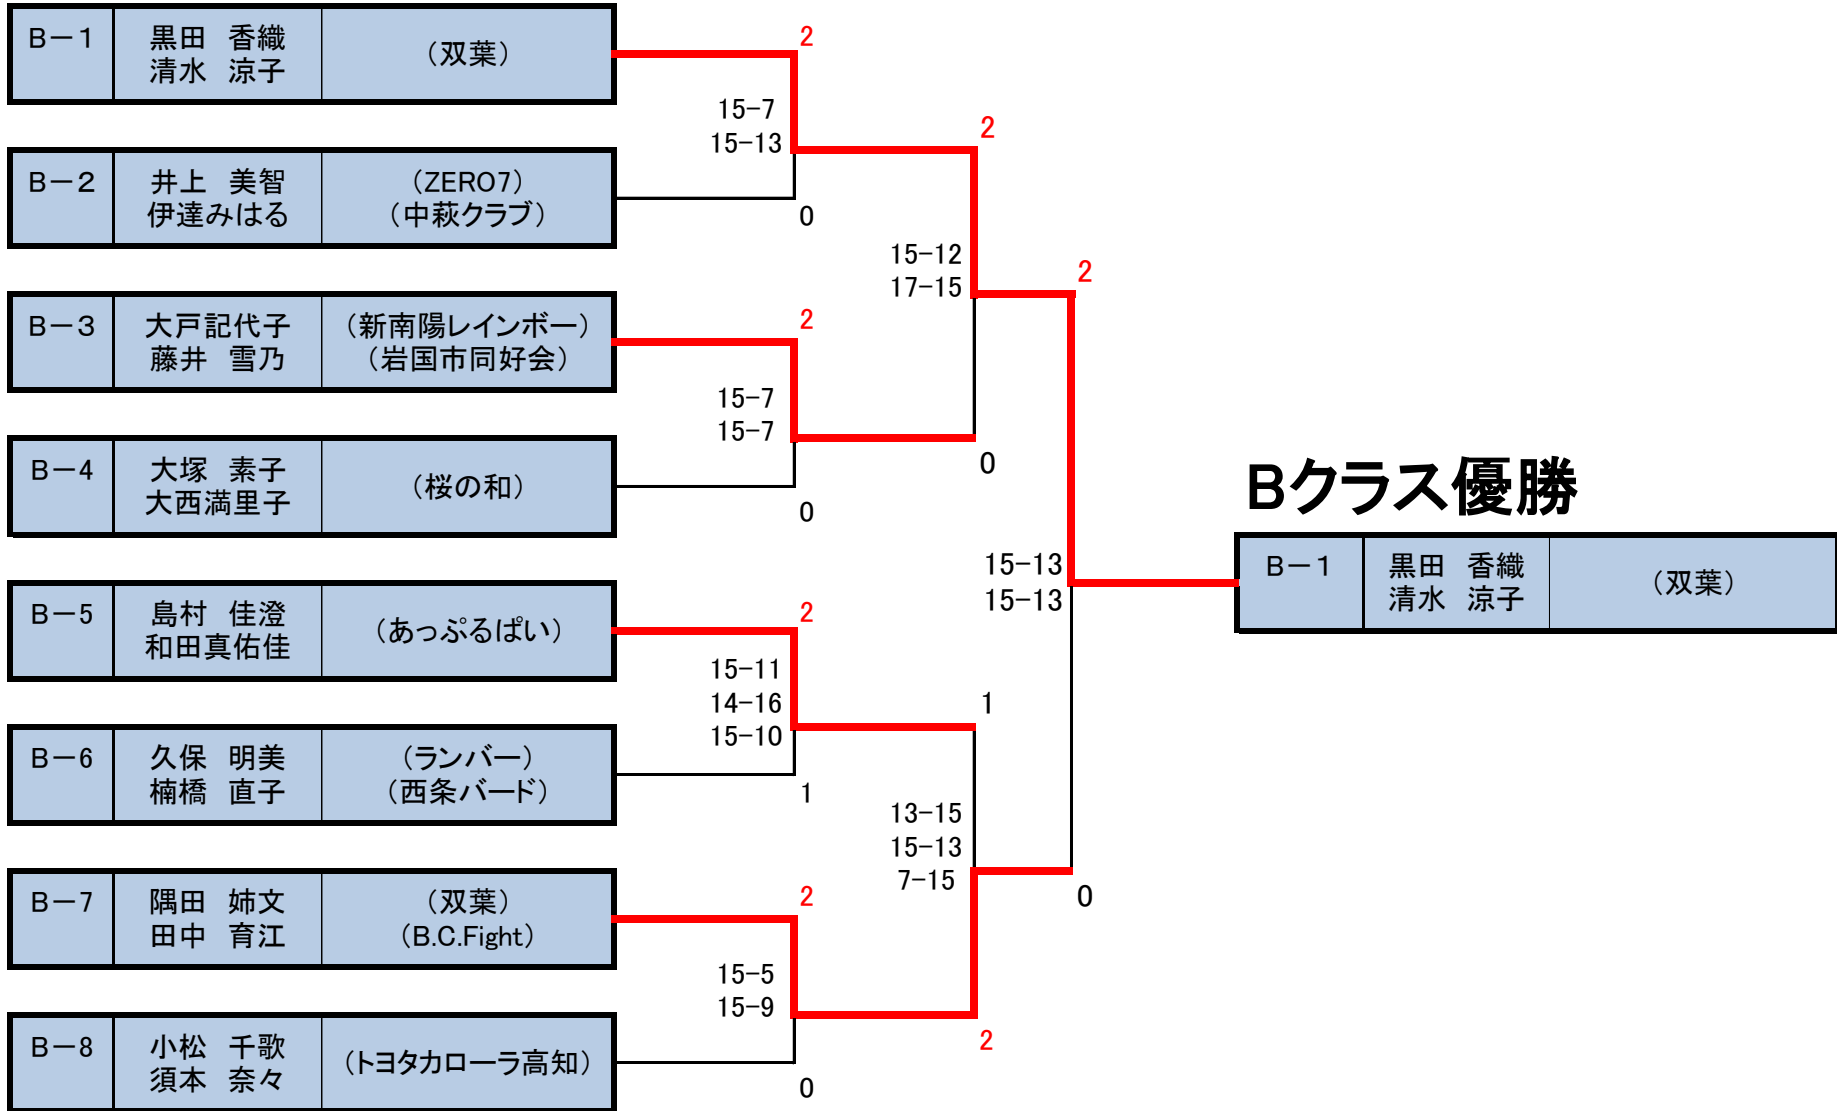 B－1 黒田　香織 （双葉）
清水　涼子
2
15-7
15-13
0
B－2 井上　美智 （ZERO7）
伊達みはる （中萩クラブ）
2
15-12
17-15
0
B－3 大戸記代子 （新南陽レインボー）
藤井　雪乃 （岩国市同好会）
2
15-7
15-7
0
B－4 大塚　素子 （桜の和）
大西満里子
2
15-13
15-13
0
Bクラス優勝
B－1 黒田　香織 （双葉）
清水　涼子
B－5 島村　佳澄 （あっぷるぱい）
和田真佑佳
2
15-11
14-16
15-10
1
B－6 久保　明美 （ランバー）
楠橋　直子 （西条バード）
1
13-15
15-13
7-15
2
B－7 隅田　姉文 （双葉）
田中　育江 （B.C.Fight）
2
15-5
15-9
0
B－8 小松　千歌 （トヨタカローラ高知）
須本　奈々